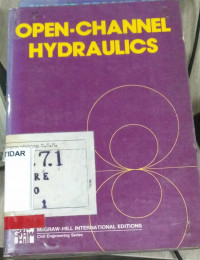 OPEN-CHANNEL
HYDRAULICS
TIDAR
.7.1
RE
0
1
McGRAW-HILL INTERNATIONAL EDITIONS
Civil Engineering Series